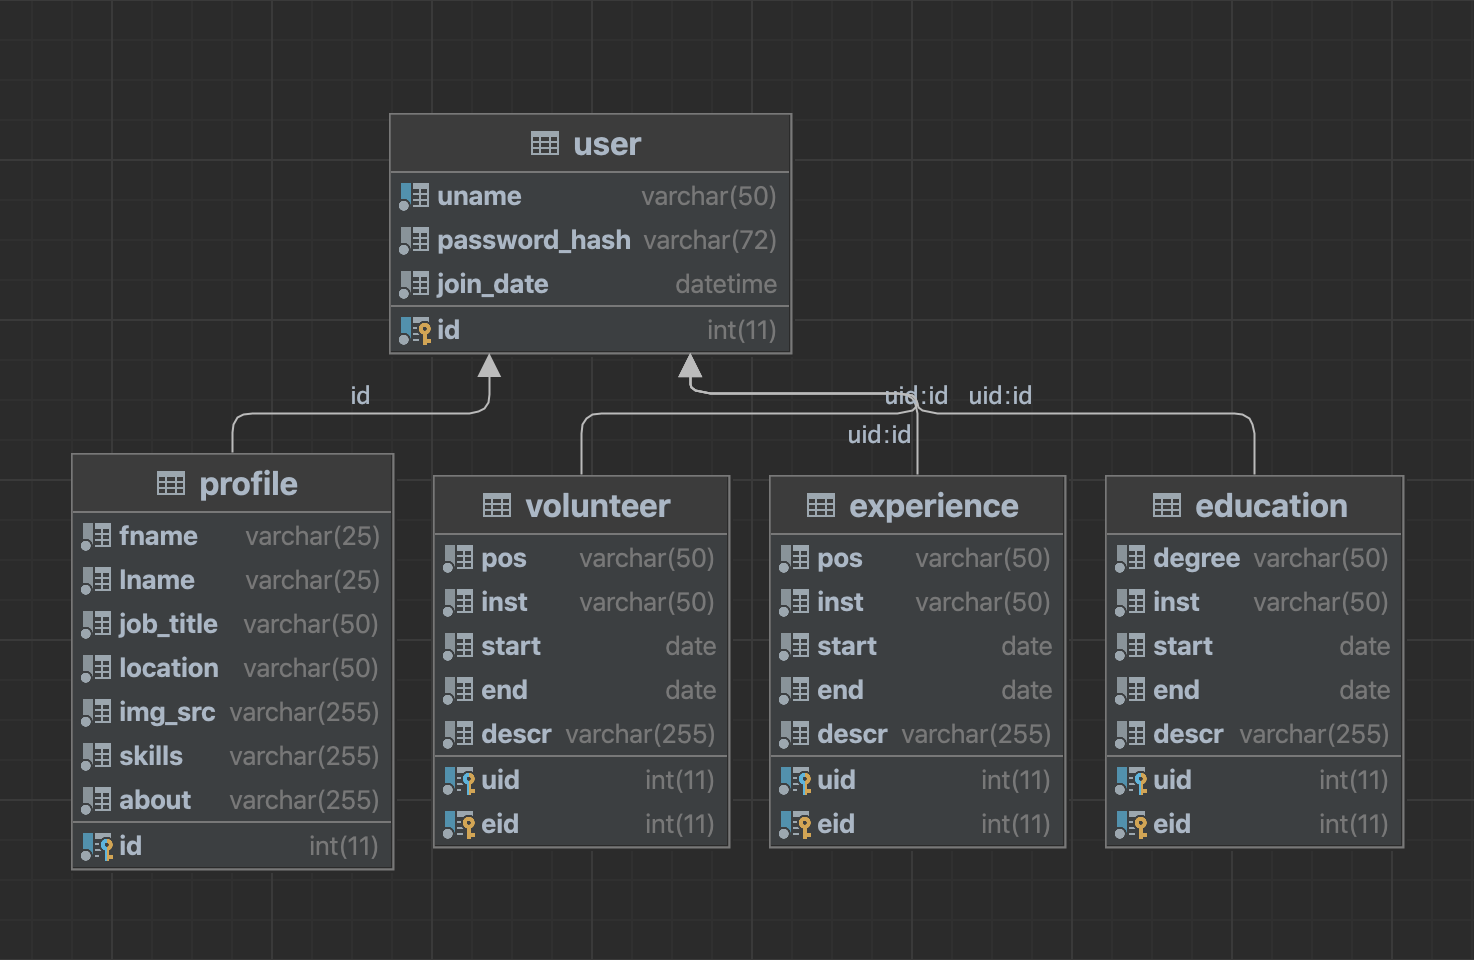 user
uname varchar(50)
password_hash varchar(72)
join_date datetime
id int(11)
id
uid:id uid:id
uid:id
profile
fname varchar(25)
lname varchar(25)
job_title varchar(50)
location varchar(50)
img_src varchar(255)
skills varchar(255)
about varchar(255)
id int(11)
volunteer
pos varchar(50)
inst varchar(50)
start date
end date
descr varchar(255)
uid int(11)
eid int(11)
experience
pos varchar(50)
inst varchar(50)
start date
end date
descr varchar(255)
uid int(11)
eid int(11)
education
degree varchar(50)
inst varchar(50)
start date
end date
descr varchar(255)
uid int(11)
eid int(11)